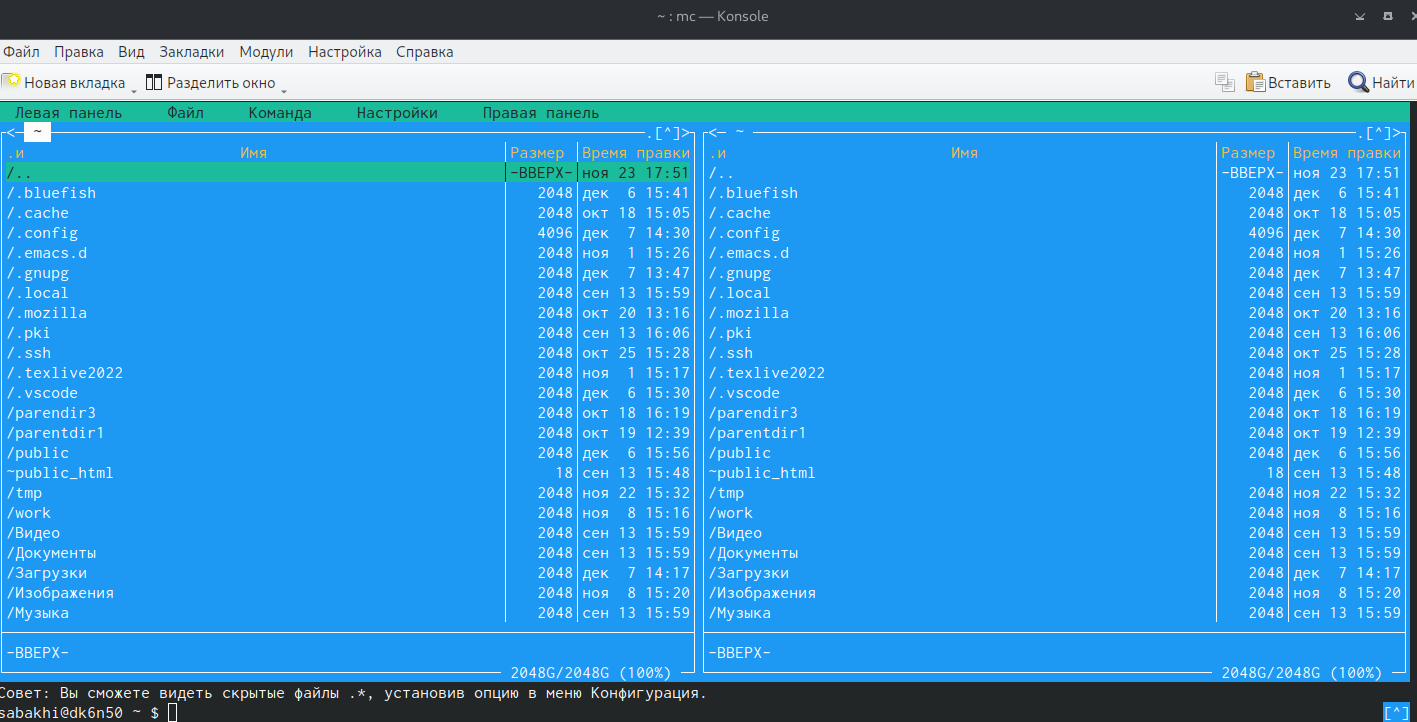 ~ : mc — Konsole
Файл Правка Вид Закладки Модули Настройка Справка
Новая вкладка Разделить окно Вставить Найти
Левая панель Файл Команда Настройки Правая панель
<— ~ .[^]> <— ~ .[^]>
.и Имя Размер Время правки .и Имя Размер Время правки
/.. -ВВЕРХ- ноя 23 17:51 /.. -ВВЕРХ- ноя 23 17:51
/.bluefish 2048 дек 6 15:41 /.bluefish 2048 дек 6 15:41
/.cache 2048 окт 18 15:05 /.cache 2048 окт 18 15:05
/.config 4096 дек 7 14:30 /.config 4096 дек 7 14:30
/.emacs.d 2048 ноя 1 15:26 /.emacs.d 2048 ноя 1 15:26
/.gnupg 2048 дек 7 13:47 /.gnupg 2048 дек 7 13:47
/.local 2048 сен 13 15:59 /.local 2048 сен 13 15:59
/.mozilla 2048 окт 20 13:16 /.mozilla 2048 окт 20 13:16
/.pki 2048 сен 13 16:06 /.pki 2048 сен 13 16:06
/.ssh 2048 окт 25 15:28 /.ssh 2048 окт 25 15:28
/.texlive2022 2048 ноя 1 15:17 /.texlive2022 2048 ноя 1 15:17
/.vscode 2048 дек 6 15:30 /.vscode 2048 дек 6 15:30
/parendir3 2048 окт 18 16:19 /parendir3 2048 окт 18 16:19
/parentdir1 2048 окт 19 12:39 /parentdir1 2048 окт 19 12:39
/public 2048 дек 6 15:56 /public 2048 дек 6 15:56
~public_html 18 сен 13 15:48 ~public_html 18 сен 13 15:48
/tmp 2048 ноя 22 15:32 /tmp 2048 ноя 22 15:32
/work 2048 ноя 8 15:16 /work 2048 ноя 8 15:16
/Видео 2048 сен 13 15:59 /Видео 2048 сен 13 15:59
/Документы 2048 сен 13 15:59 /Документы 2048 сен 13 15:59
/Загрузки 2048 дек 7 14:17 /Загрузки 2048 дек 7 14:17
/Изображения 2048 ноя 8 15:20 /Изображения 2048 ноя 8 15:20
/Музыка 2048 сен 13 15:59 /Музыка 2048 сен 13 15:59
-ВВЕРХ- -ВВЕРХ-
2048G/2048G (100%) 2048G/2048G (100%)
Совет: Вы сможете видеть скрытые файлы .*, установив опцию в меню Конфигурация.
sabakhi@dk6n50 ~ $ [^]